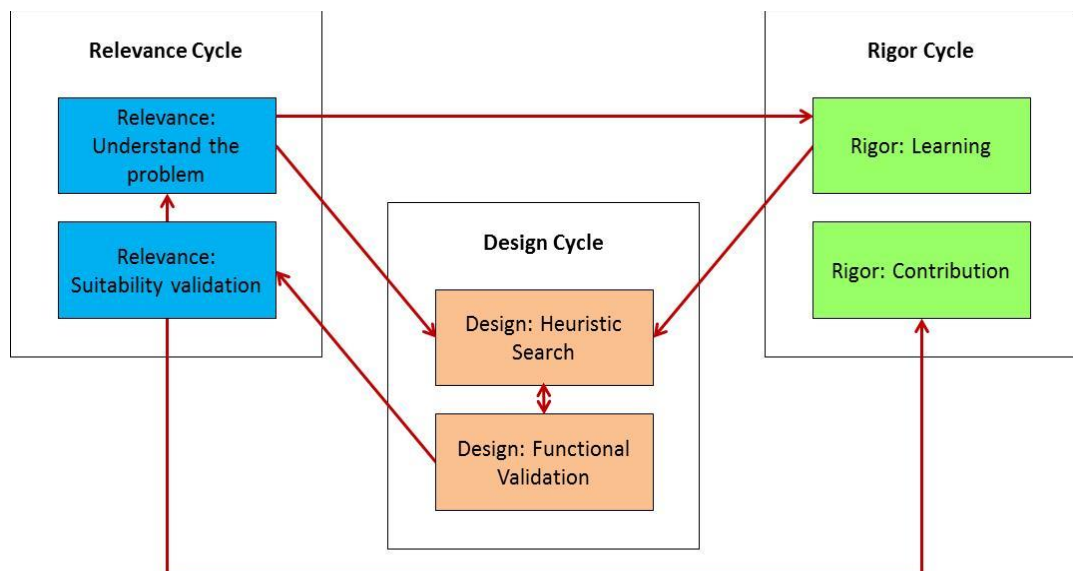 Relevance Cycle
Relevance:
Understand the
problem
Relevance:
Suitability validation
Design Cycle
Design: Heuristic
Search
Design: Functional
Validation
Rigor Cycle
Rigor: Learning
Rigor: Contribution